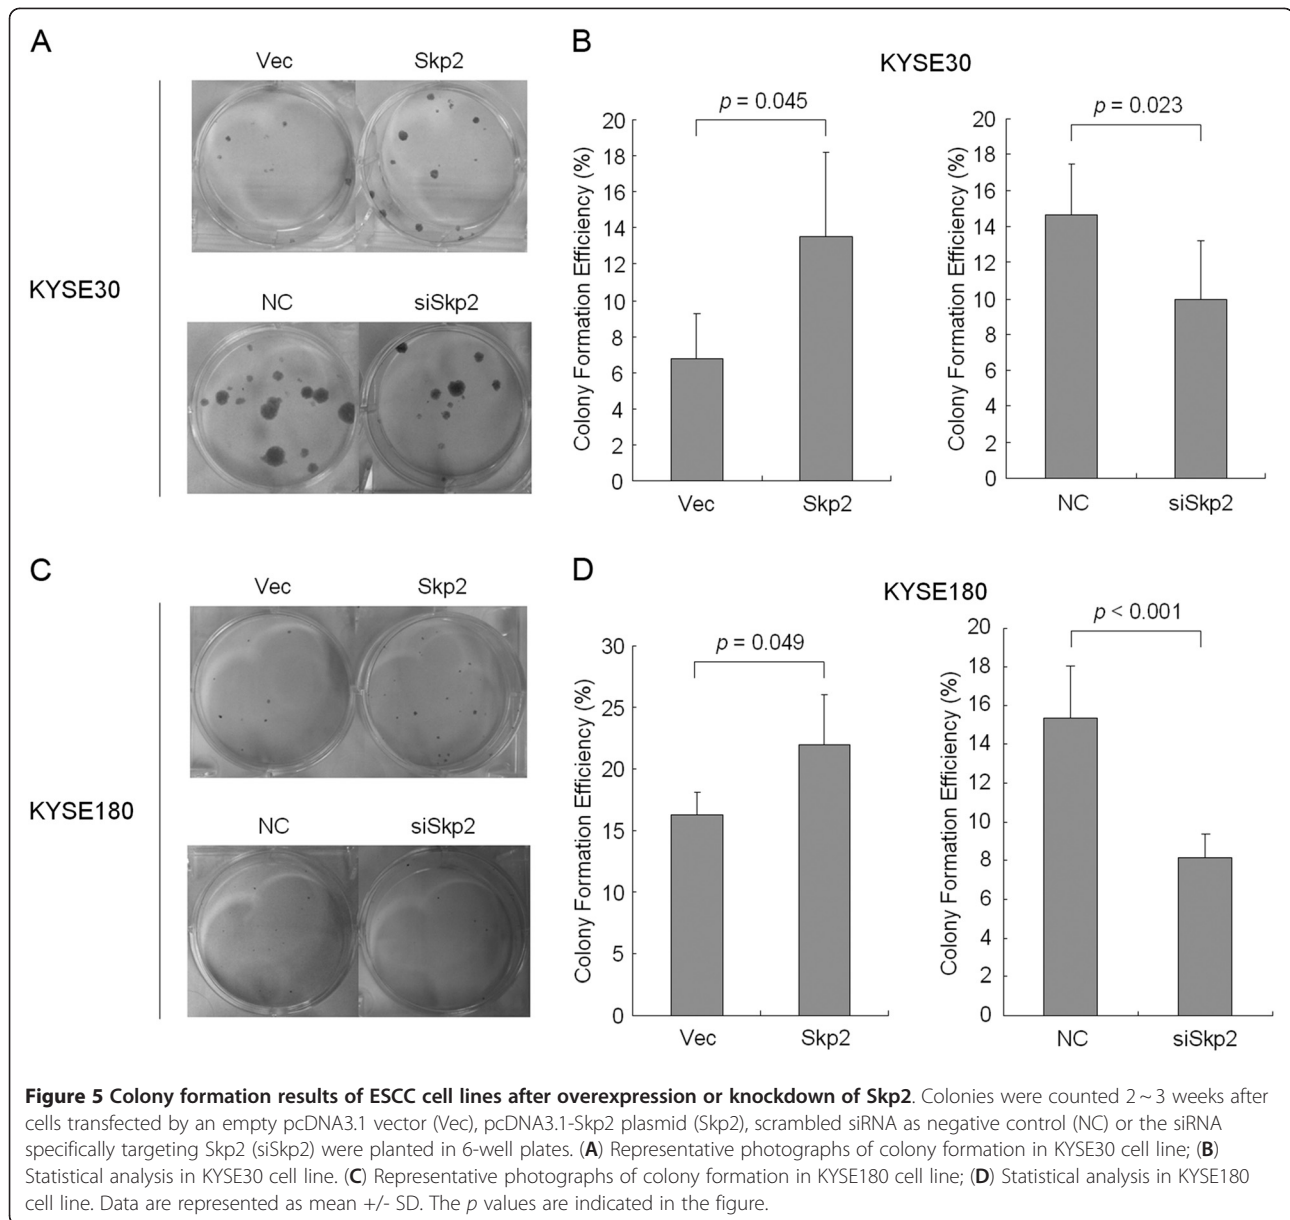 A
Vec
Skp2
KYSE30
NC
siSkp2
B
KYSE30
p = 0.045
20
18
16
14
12
10
8
6
4
2
0
Colony Formation Efficiency (%)
Vec
Skp2
p = 0.023
20
18
16
14
12
10
8
6
4
2
0
Colony Formation Efficiency (%)
NC
siSkp2
C
Vec
Skp2
KYSE180
NC
siSkp2
D
KYSE180
p = 0.049
30
25
20
15
10
5
0
Colony Formation Efficiency (%)
Vec
Skp2
p < 0.001
20
18
16
14
12
10
8
6
4
2
0
Colony Formation Efficiency (%)
NC
siSkp2
Figure 5 Colony formation results of ESCC cell lines after overexpression or knockdown of Skp2. Colonies were counted 2 ~ 3 weeks after
cells transfected by an empty pcDNA3.1 vector (Vec), pcDNA3.1-Skp2 plasmid (Skp2), scrambled siRNA as negative control (NC) or the siRNA
specifically targeting Skp2 (siSkp2) were planted in 6-well plates. (A) Representative photographs of colony formation in KYSE30 cell line; (B)
Statistical analysis in KYSE30 cell line. (C) Representative photographs of colony formation in KYSE180 cell line; (D) Statistical analysis in KYSE180
cell line. Data are represented as mean +/- SD. The p values are indicated in the figure.